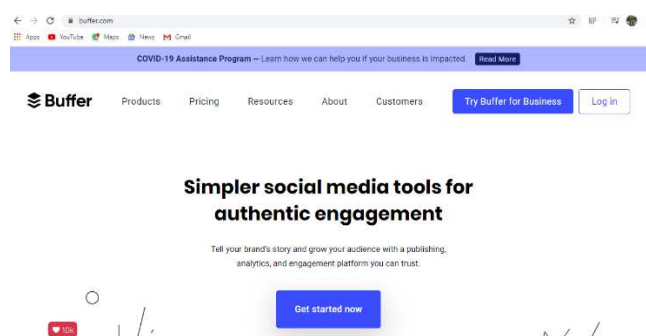 buffer.com
Apps YouTube Maps News Gmail
COVID-19 Assistance Program — Learn how we can help you if your business is impacted. Read More
Buffer Products Pricing Resources About Customers Try Buffer for Business Log in
Simpler social media tools for
authentic engagement
Tell your brand's story and grow your audience with a publishing,
analytics, and engagement platform you can trust.
Get started now
10k